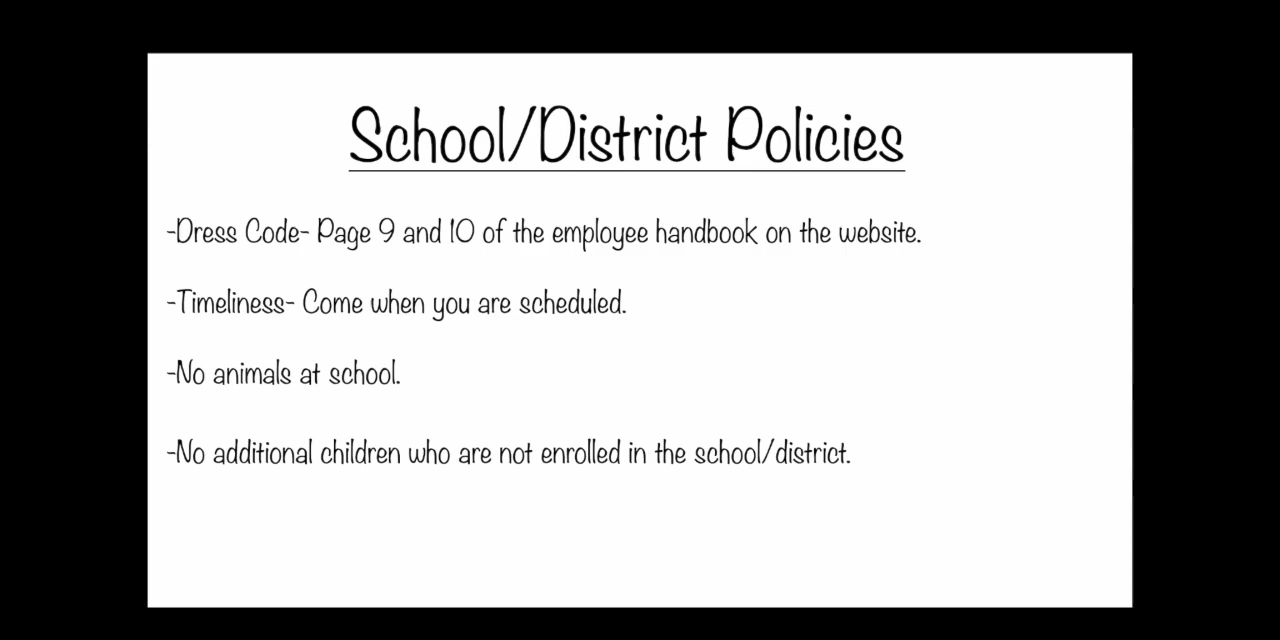 School/District Policies
-Dress Code- Page 9 and 10 of the employee handbook on the website.
-Timeliness- Come when you are scheduled.
-No animals at school.
-No additional children who are not enrolled in the school/district.